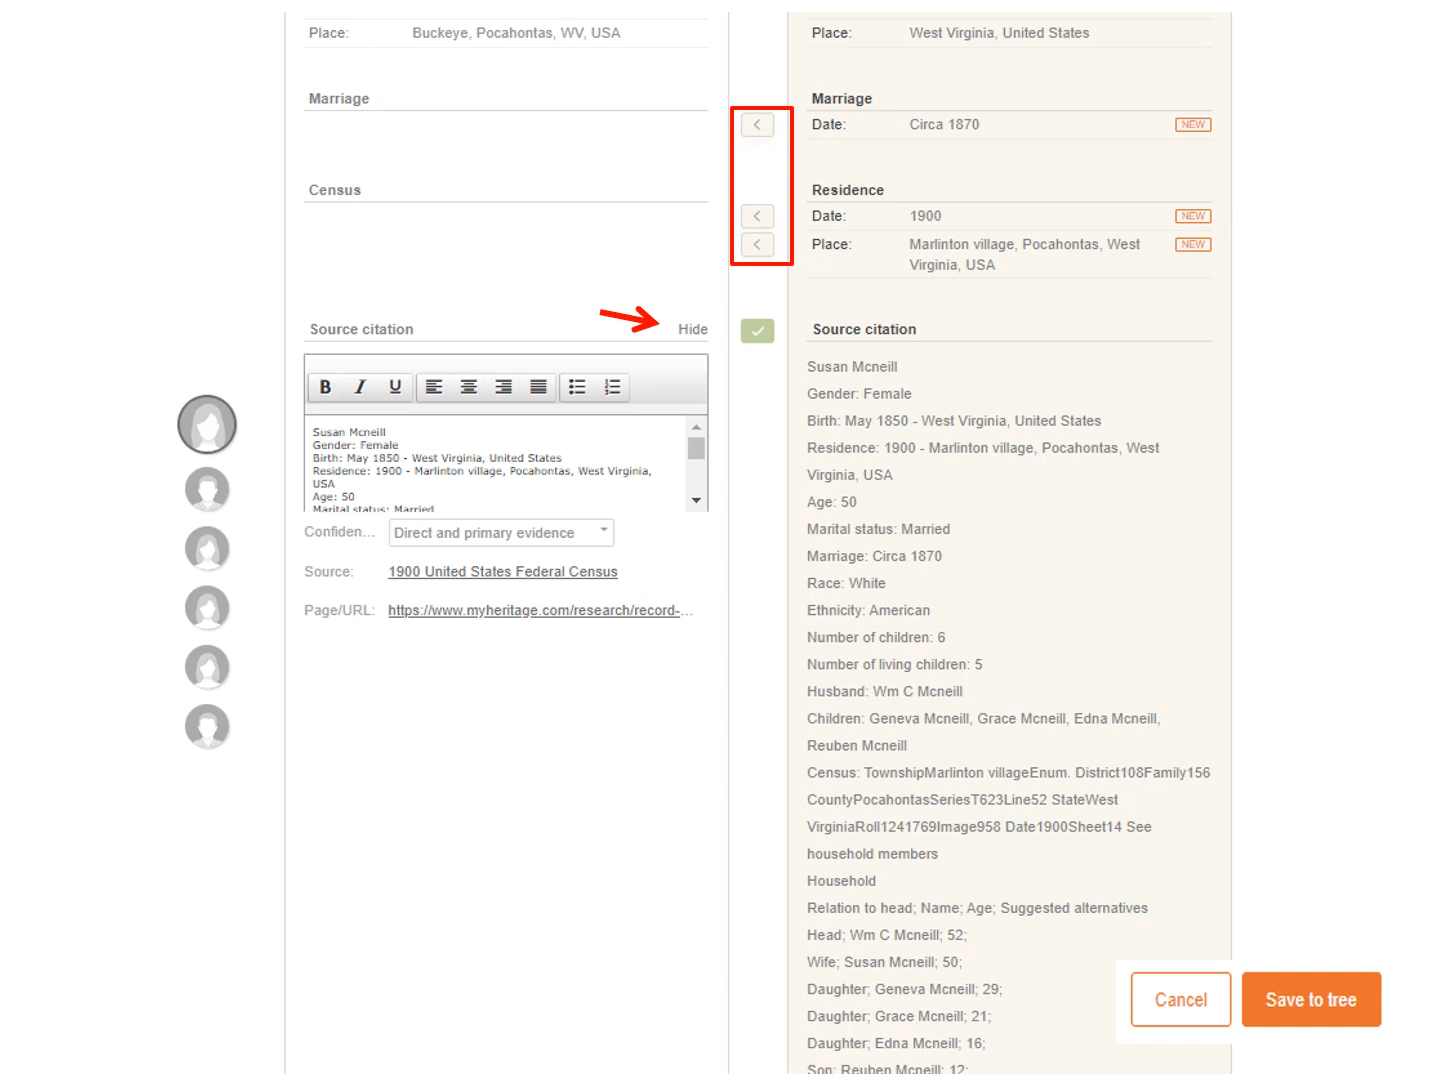 Place: Buckeye, Pocahontas, WV, USA
Marriage
Census
Source citation Hide
B I U
Susan Mcneill
Gender: Female
Birth: May 1850 - West Virginia, United States
Residence: 1900 - Marlinton village, Pocahontas, West Virginia,
USA
Age: 50
Marital status: Married
Confiden... Direct and primary evidence
Source: 1900 United States Federal Census
Page/URL: https://www.myheritage.com/research/record-...
Place: West Virginia, United States
Marriage
Date: Circa 1870 NEW
Residence
Date: 1900 NEW
Place: Marlinton village, Pocahontas, West NEW
Virginia, USA
Source citation
Susan Mcneill
Gender: Female
Birth: May 1850 - West Virginia, United States
Residence: 1900 - Marlinton village, Pocahontas, West
Virginia, USA
Age: 50
Marital status: Married
Marriage: Circa 1870
Race: White
Ethnicity: American
Number of children: 6
Number of living children: 5
Husband: Wm C Mcneill
Children: Geneva Mcneill, Grace Mcneill, Edna Mcneill,
Reuben Mcneill
Census: TownshipMarlinton villageEnum. District108Family156
CountyPocahontasSeriesT623Line52 StateWest
VirginiaRoll1241769Image958 Date1900Sheet14 See
household members
Household
Relation to head; Name; Age; Suggested alternatives
Head; Wm C Mcneill; 52;
Wife; Susan Mcneill; 50;
Daughter; Geneva Mcneill; 29;
Daughter; Grace Mcneill; 21;
Daughter; Edna Mcneill; 16;
Son; Reuben Mcneill; 12;
Cancel Save to tree